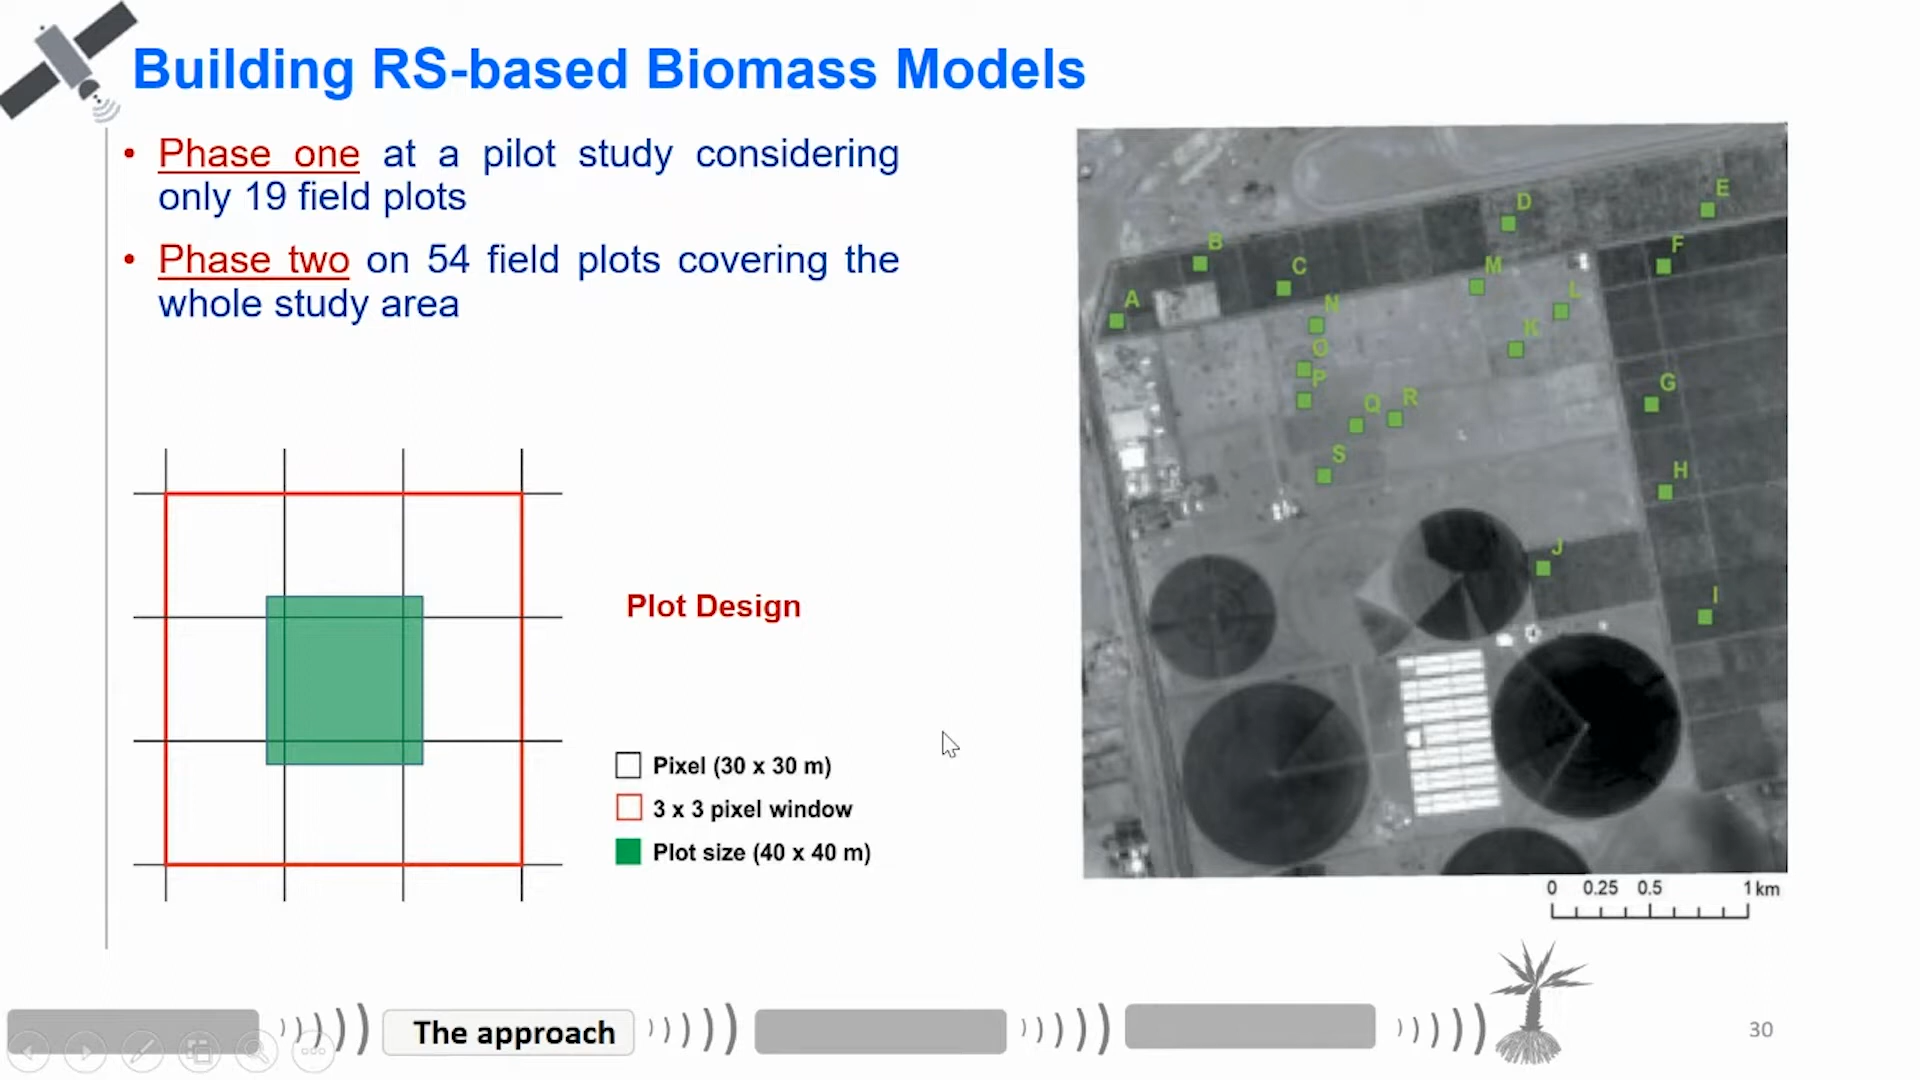 Building RS-based Biomass Models
• Phase one at a pilot study considering
only 19 field plots
• Phase two on 54 field plots covering the
whole study area
Plot Design
Pixel (30 x 30 m)
3 x 3 pixel window
Plot size (40 x 40 m)
E
D
B
F
C
M
A
L
N
K
O
P
G
R
Q
S
H
J
I
0 0.25 0.5 1 km
The approach
30